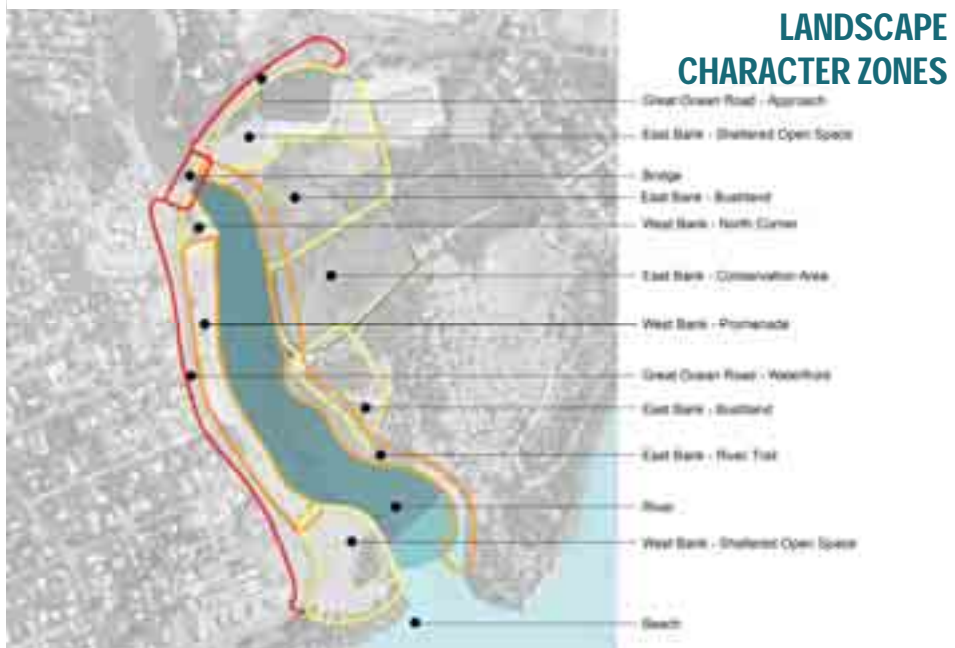 LANDSCAPE
CHARACTER ZONES
Great Ocean Road - Approach
East Bank - Sheltered Open Space
Bridge
East Bank - Bushland
West Bank - North Corner
East Bank - Conservation Area
West Bank - Promenade
Great Ocean Road - Waterfront
East Bank - Bushland
East Bank - River Trail
River
West Bank - Sheltered Open Space
Beach